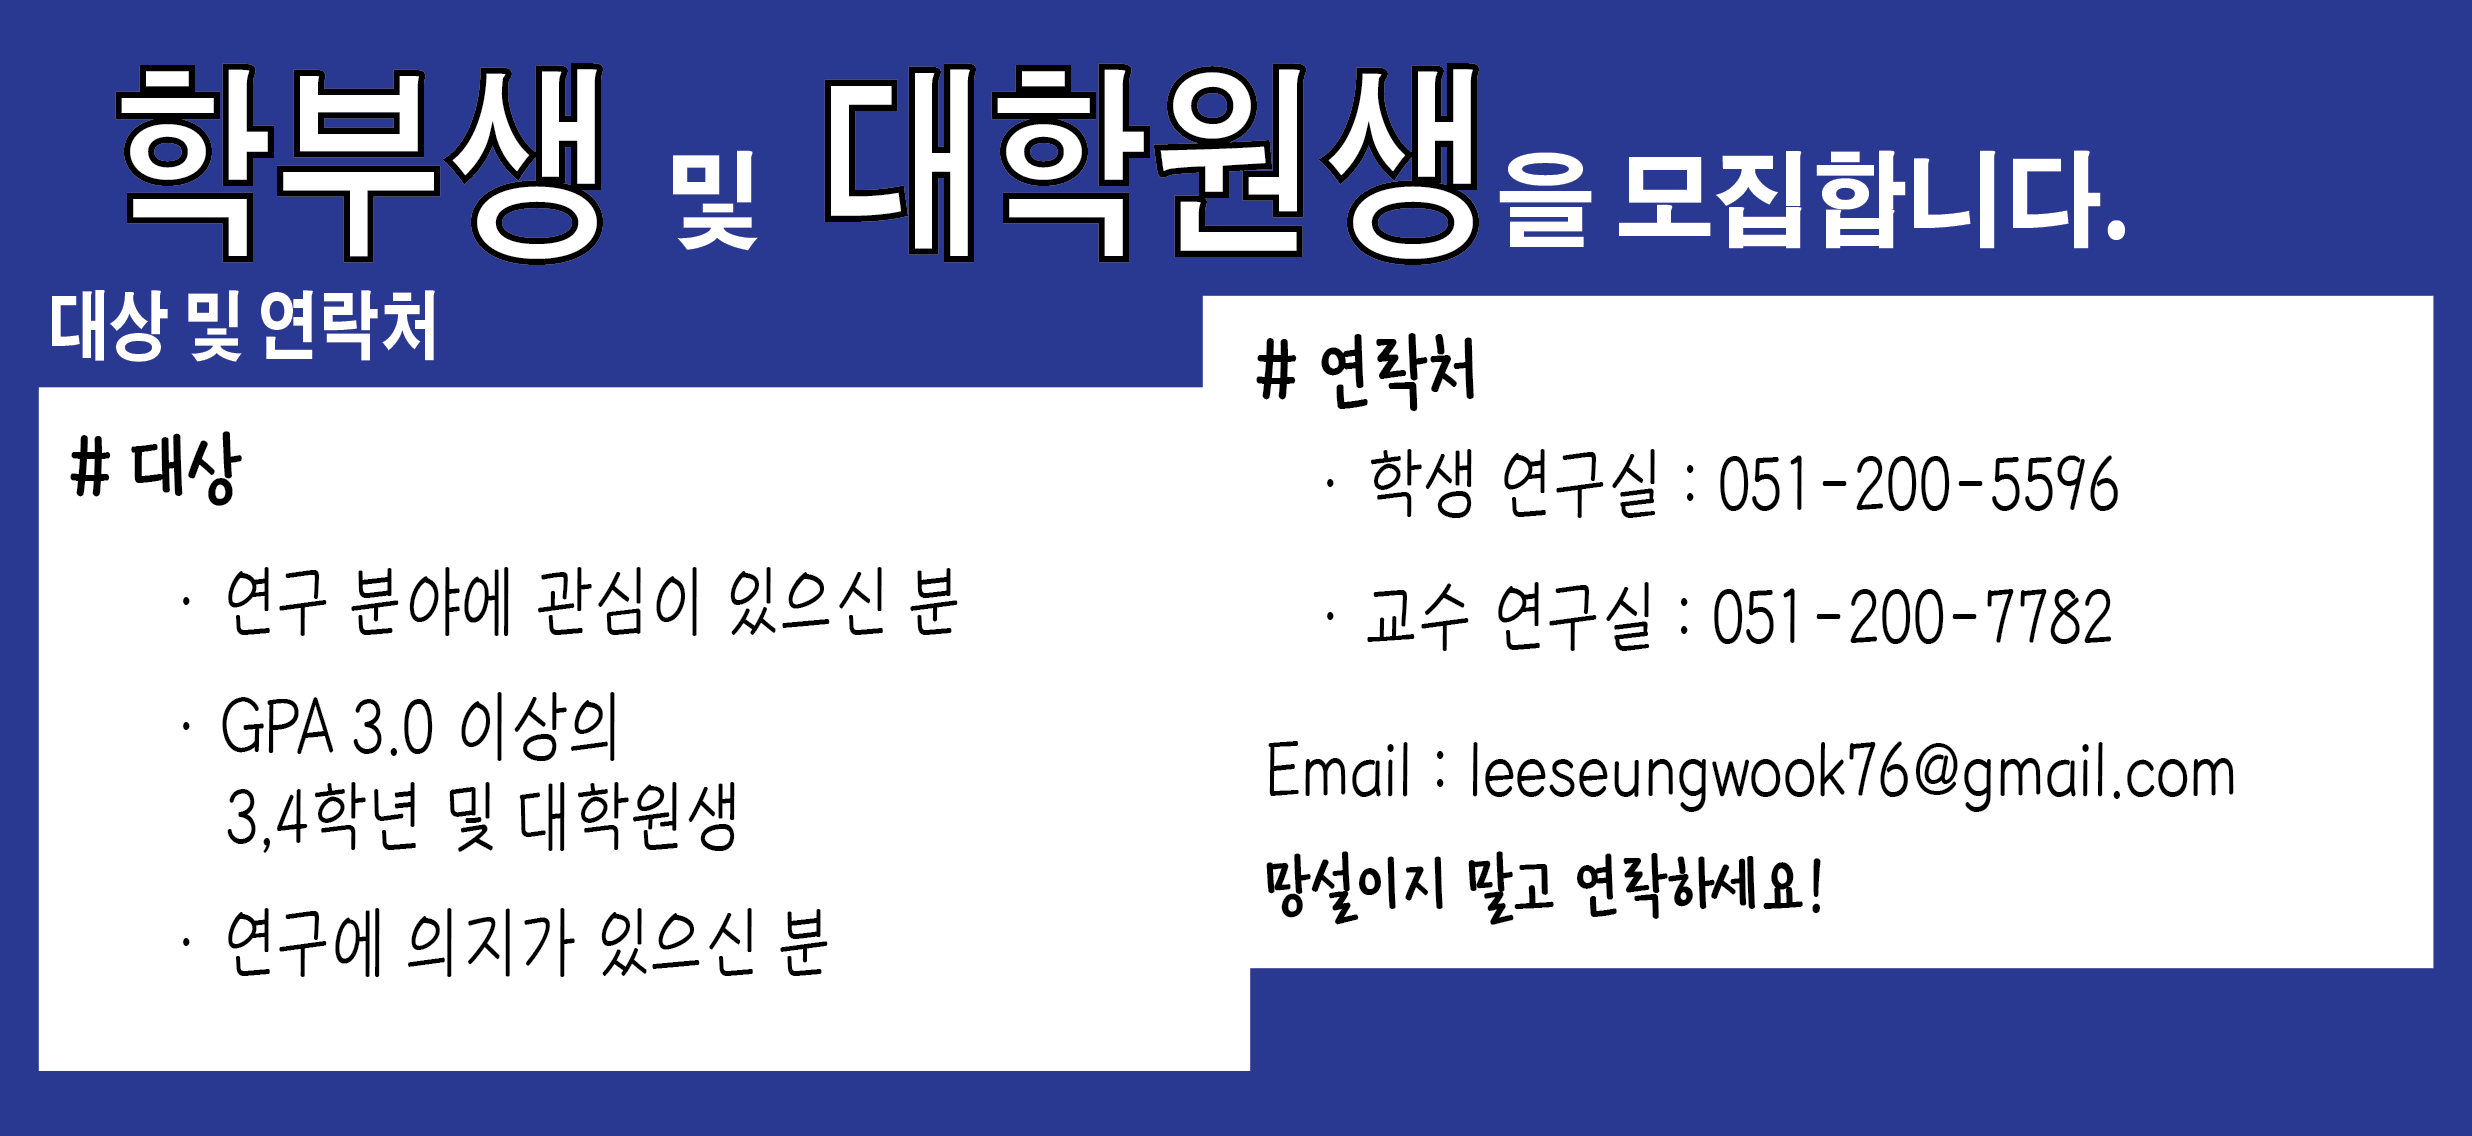 학부생 및 대학원생을 모집합니다.
대상 및 연락처
# 대상
· 연구 분야에 관심이 있으신 분
· GPA 3.0 이상의
3,4학년 및 대학원생
· 연구에 의지가 있으신 분
# 연락처
· 학생 연구실 : 051-200-5596
· 교수 연구실 : 051-200-7782
Email : leeseungwook76@gmail.com
망설이지 말고 연락하세요!